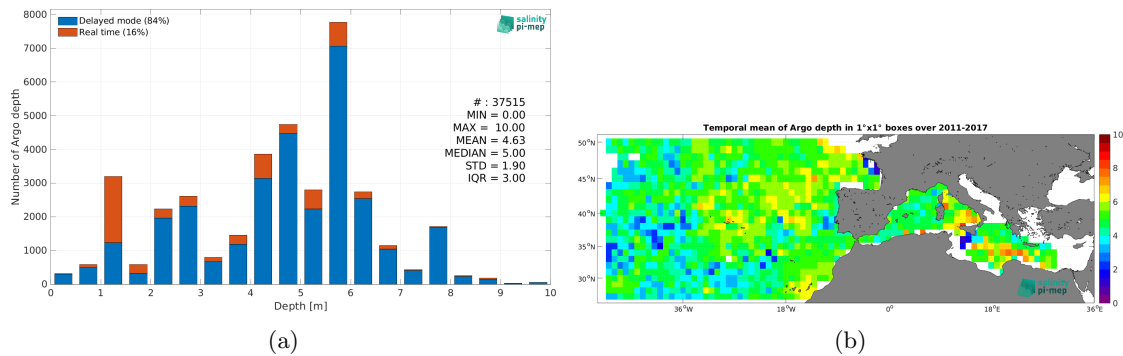 Delayed mode (84%)
Real time (16%)
salinity
pi-mep
8000
7000
6000
5000
4000
3000
2000
1000
0
Number of Argo depth
# : 37515
MIN = 0.00
MAX = 10.00
MEAN = 4.63
MEDIAN = 5.00
STD = 1.90
IQR = 3.00
0 1 2 3 4 5 6 7 8 9 10
Depth [m]
(a)
Temporal mean of Argo depth in 1°x1° boxes over 2011-2017
50°N
45°N
40°N
35°N
30°N
36°W 18°W 0° 18°E 36°E
10
8
6
4
2
0
salinity
pi-mep
(b)